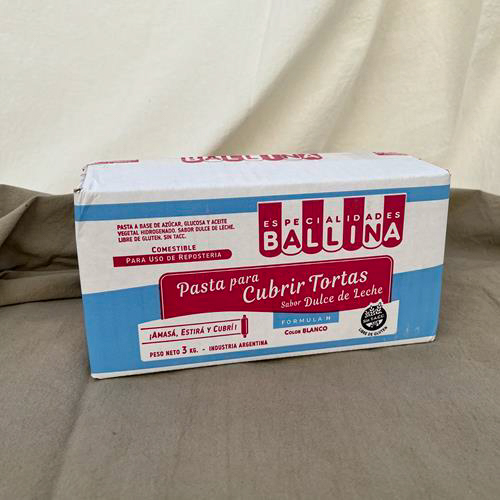 BALLINA
PASTA A BASE DE AZÚCAR, GLUCOSA Y ACEITE
VEGETAL HIDROGENADO. SABOR DULCE DE LECHE.
LIBRE DE GLUTEN. SIN TACC.
COMESTIBLE
PARA USO DE REPOSTERIA
ESPECIALIDADES
BALLINA
Pasta para
Cubrir Tortas
Sabor Dulce de Leche
¡AMASÁ, ESTIRÁ Y CUBRÍ!
PESO NETO 3 KG. - INDUSTRIA ARGENTINA
FORMULA H
COLOR BLANCO
Sin T.A.C.C.
LIBRE DE GLUTEN